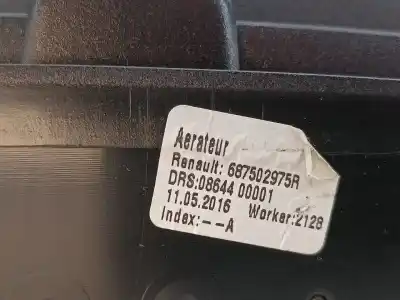 Aerateur
Renault: 687502975R
DRS:08644 00001
11.05.2016 Worker:2128
Index:--A